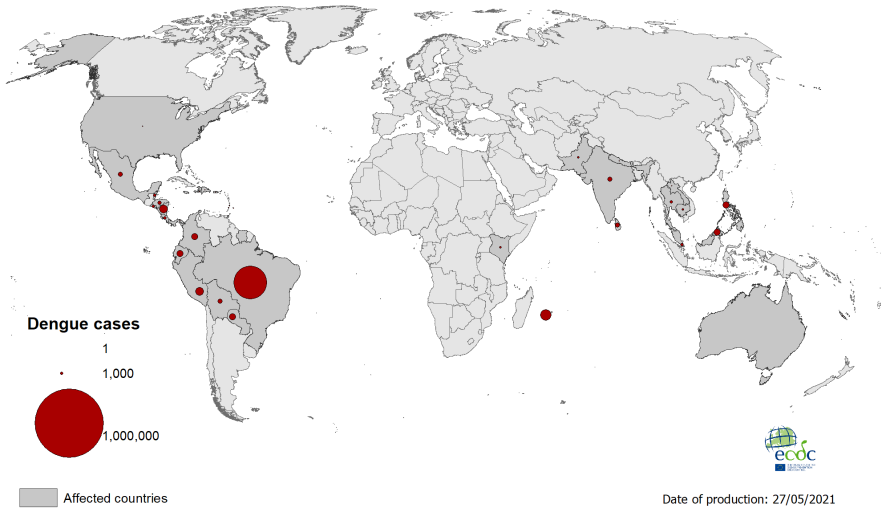 Dengue cases
1
1,000
1,000,000
Affected countries
ecdc
Date of production: 27/05/2021